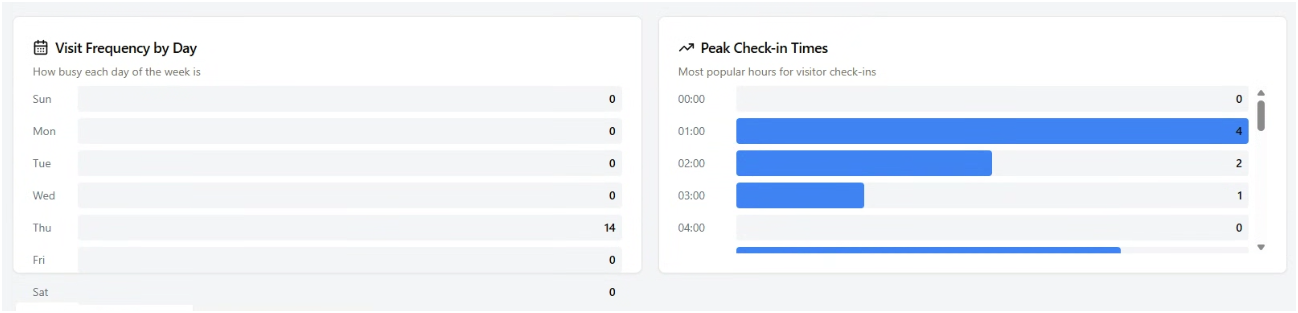 Visit Frequency by Day
How busy each day of the week is
Sun 0
Mon 0
Tue 0
Wed 0
Thu 14
Fri 0
Sat 0
Peak Check-in Times
Most popular hours for visitor check-ins
00:00 0
01:00 4
02:00 2
03:00 1
04:00 0